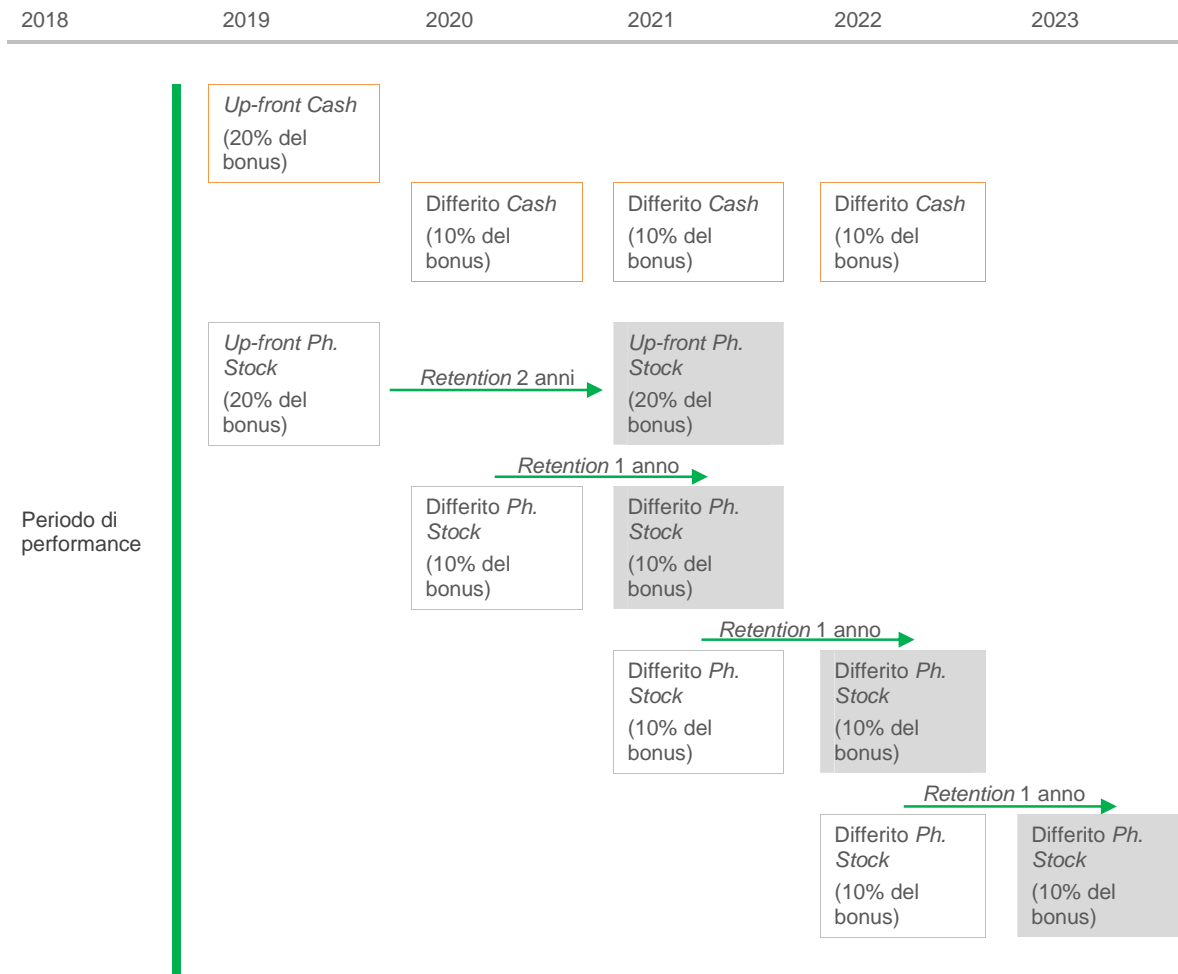 2018 2019 2020 2021 2022 2023
Up-front Cash
(20% del
bonus)
Differito Cash
(10% del
bonus)
Differito Cash
(10% del
bonus)
Differito Cash
(10% del
bonus)
Up-front Ph.
Stock
(20% del
bonus)
Retention 2 anni
Up-front Ph.
Stock
(20% del
bonus)
Retention 1 anno
Periodo di
performance
Differito Ph.
Stock
(10% del
bonus)
Differito Ph.
Stock
(10% del
bonus)
Retention 1 anno
Differito Ph.
Stock
(10% del
bonus)
Differito Ph.
Stock
(10% del
bonus)
Retention 1 anno
Differito Ph.
Stock
(10% del
bonus)
Differito Ph.
Stock
(10% del
bonus)